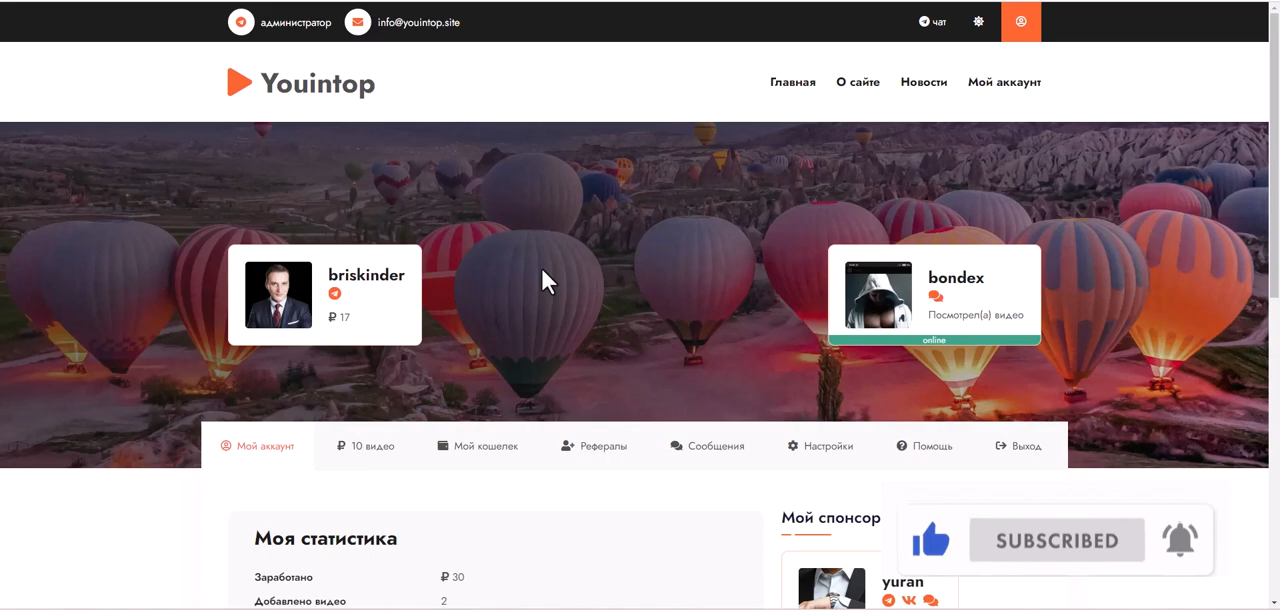 администратор
info@youintop.site
чат
Youintop
Главная
О сайте
Новости
Мой аккаунт
briskinder
₽ 17
bondex
Посмотрел(а) видео
online
Мой аккаунт
₽ 10 видео
Мой кошелек
Рефералы
Сообщения
Настройки
Помощь
Выход
Моя статистика
Заработано ₽ 30
Добавлено видео 2
Мой спонсор
yuran
SUBSCRIBED